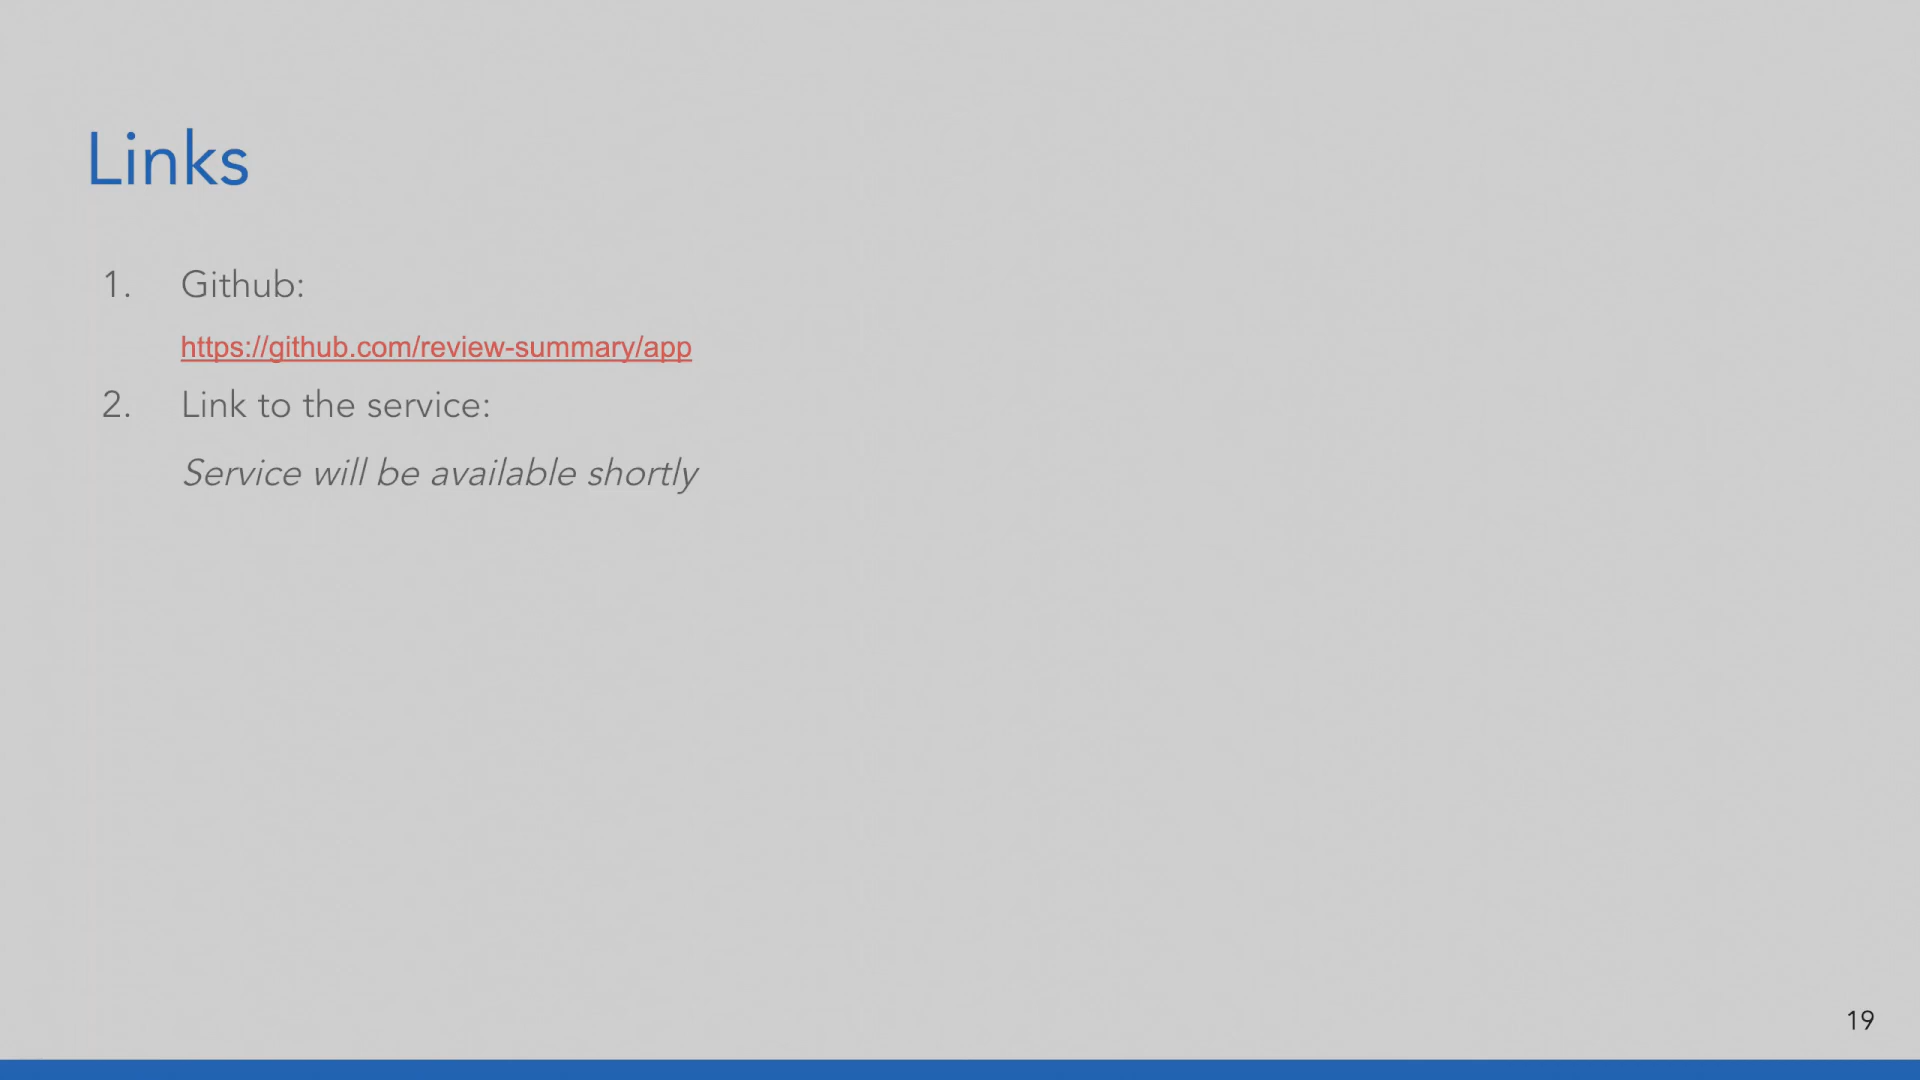 Links
1. Github:
https://github.com/review-summary/app
2. Link to the service:
Service will be available shortly
19